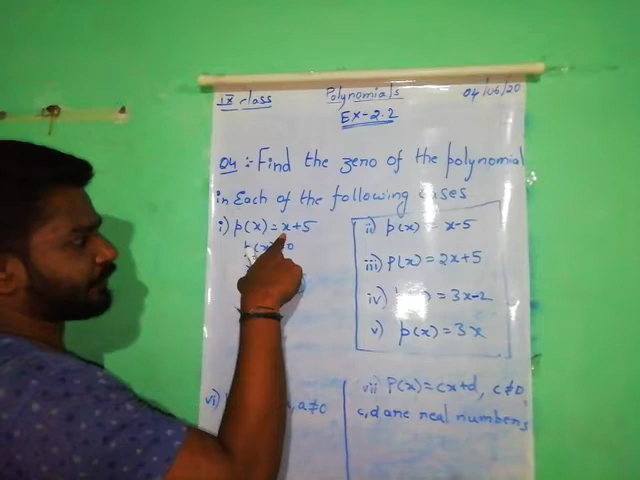 IX class Polynomials 04/06/20
EX-2.2
Q4 :- Find the zero of the polynomial
in Each of the following cases
i) p(x) = x+5
ii) p(x) = x-5
iii) p(x) = 2x+5
iv) = 3x-2
v) p(x) = 3x
vi) , a≠0
vii P(x) = cx+d, c≠0,
c,d are real numbers